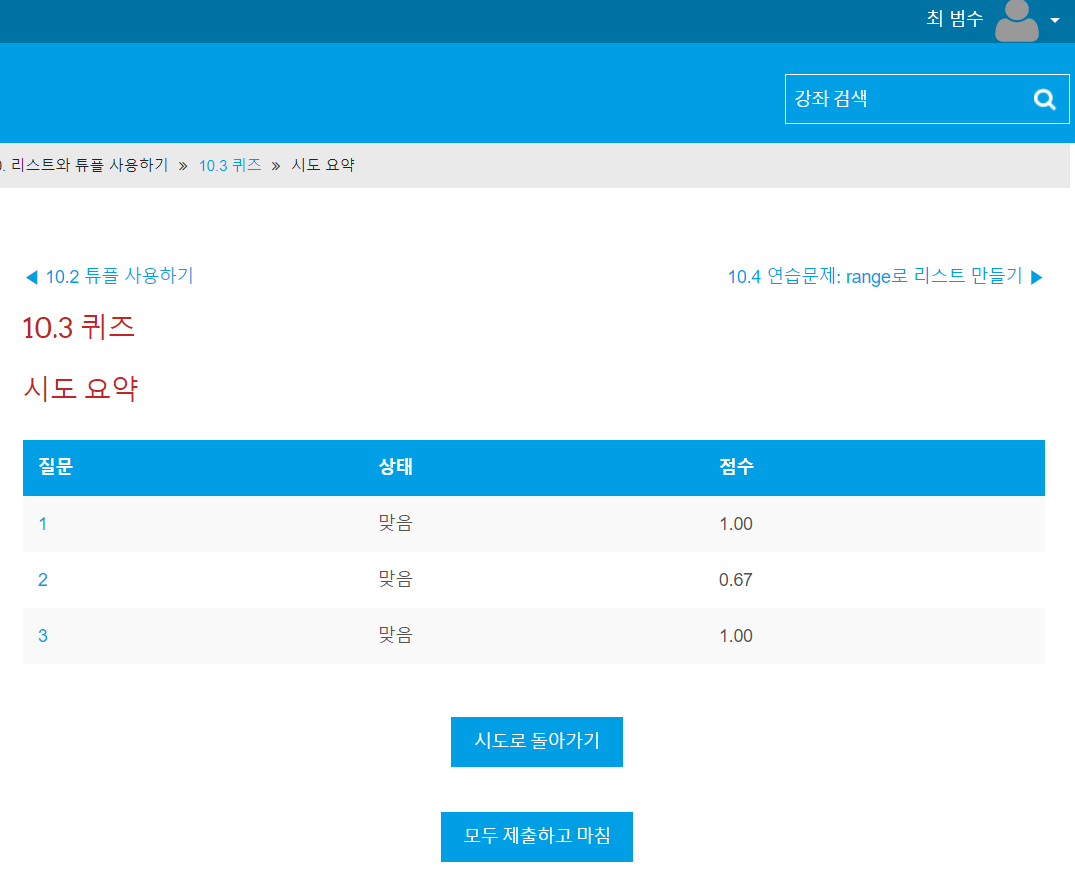 최 범수
강좌 검색
. 리스트와 튜플 사용하기 » 10.3 퀴즈 » 시도 요약
◀ 10.2 튜플 사용하기
10.4 연습문제: range로 리스트 만들기 ▶
10.3 퀴즈
시도 요약
질문 상태 점수
1 맞음 1.00
2 맞음 0.67
3 맞음 1.00
시도로 돌아가기
모두 제출하고 마침